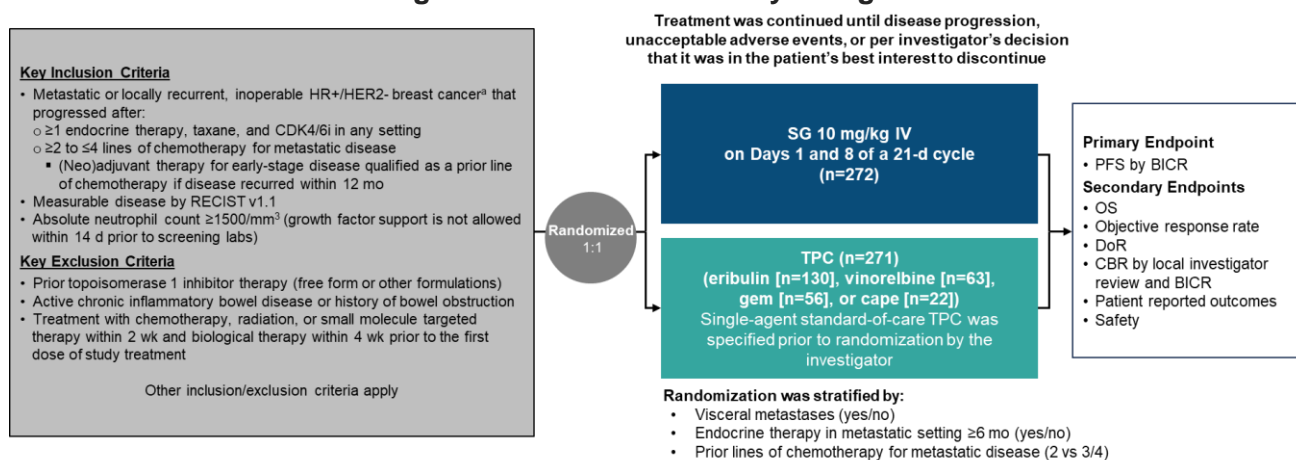 Treatment was continued until disease progression,
unacceptable adverse events, or per investigator's decision
that it was in the patient's best interest to discontinue
Key Inclusion Criteria
• Metastatic or locally recurrent, inoperable HR+/HER2- breast cancerᵃ that
progressed after:
o ≥1 endocrine therapy, taxane, and CDK4/6i in any setting
o ≥2 to ≤4 lines of chemotherapy for metastatic disease
▪ (Neo)adjuvant therapy for early-stage disease qualified as a prior line
of chemotherapy if disease recurred within 12 mo
• Measurable disease by RECIST v1.1
• Absolute neutrophil count ≥1500/mm³ (growth factor support is not allowed
within 14 d prior to screening labs)
Key Exclusion Criteria
• Prior topoisomerase 1 inhibitor therapy (free form or other formulations)
• Active chronic inflammatory bowel disease or history of bowel obstruction
• Treatment with chemotherapy, radiation, or small molecule targeted
therapy within 2 wk and biological therapy within 4 wk prior to the first
dose of study treatment
Other inclusion/exclusion criteria apply
Randomized
1:1
SG 10 mg/kg IV
on Days 1 and 8 of a 21-d cycle
(n=272)
TPC (n=271)
(eribulin [n=130], vinorelbine [n=63],
gem [n=56], or cape [n=22])
Single-agent standard-of-care TPC was
specified prior to randomization by the
investigator
Randomization was stratified by:
• Visceral metastases (yes/no)
• Endocrine therapy in metastatic setting ≥6 mo (yes/no)
• Prior lines of chemotherapy for metastatic disease (2 vs 3/4)
Primary Endpoint
• PFS by BICR
Secondary Endpoints
• OS
• Objective response rate
• DoR
• CBR by local investigator
review and BICR
• Patient reported outcomes
• Safety